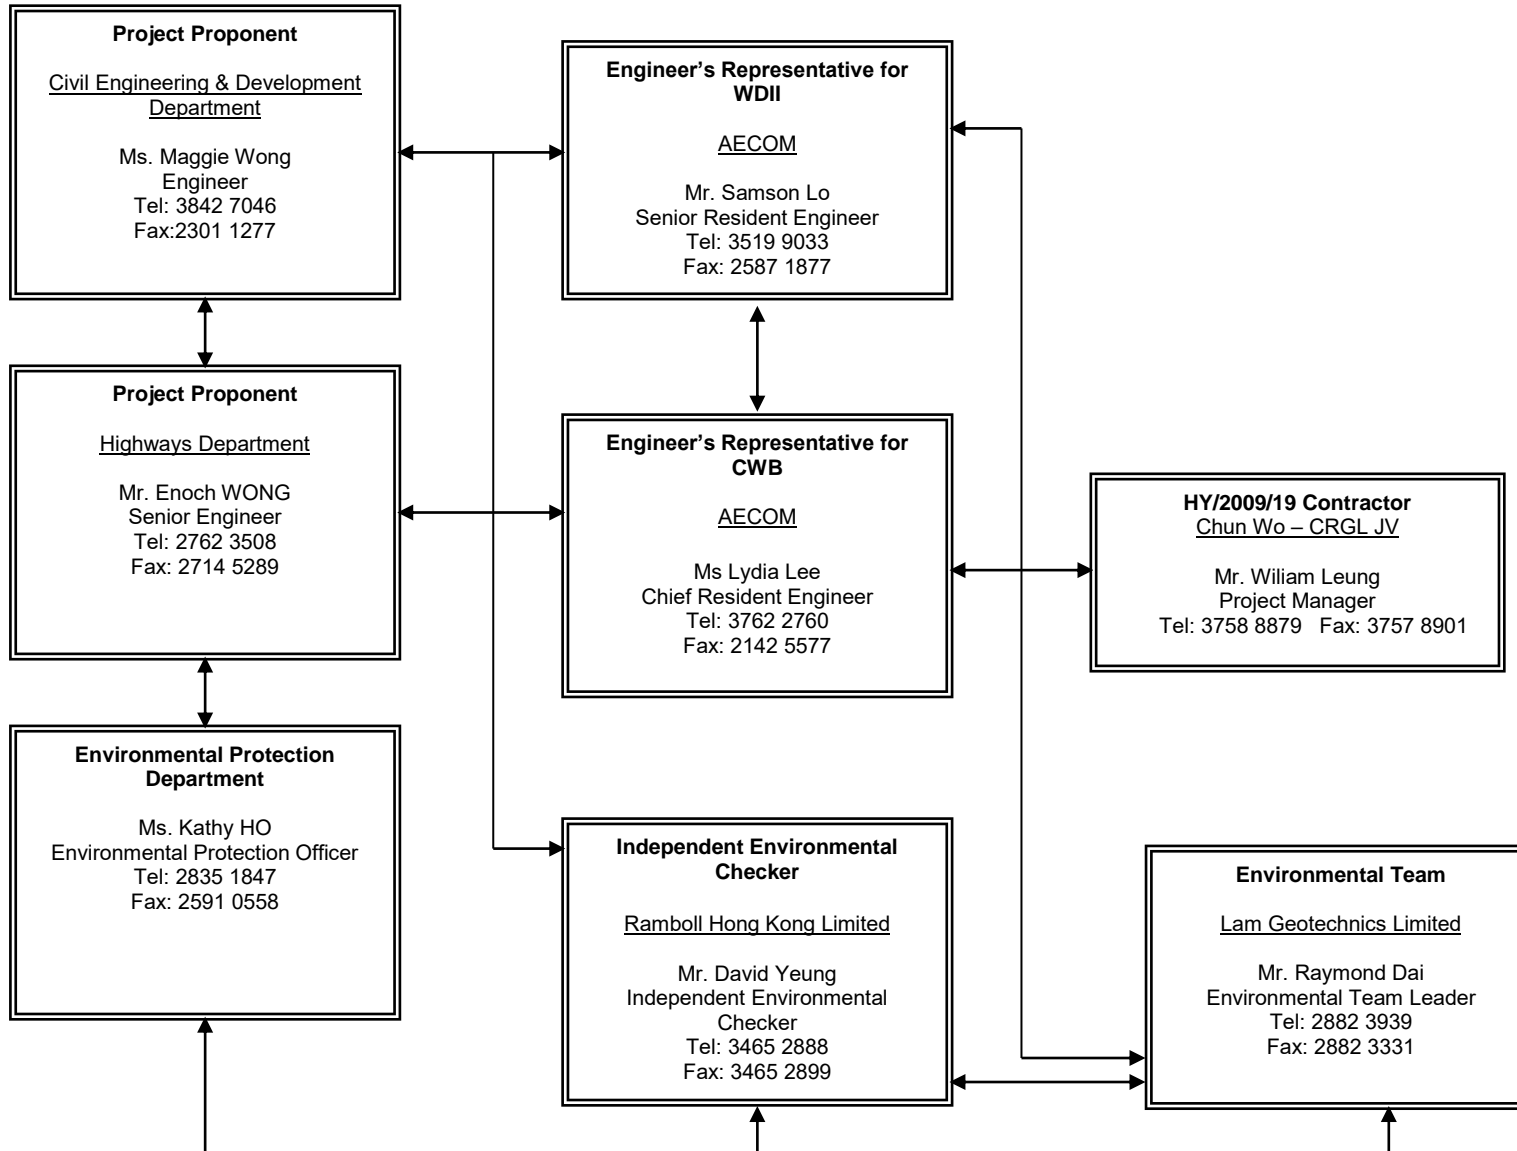 Project Proponent
Civil Engineering & Development
Department
Ms. Maggie Wong
Engineer
Tel: 3842 7046
Fax:2301 1277
Engineer's Representative for
WDII
AECOM
Mr. Samson Lo
Senior Resident Engineer
Tel: 3519 9033
Fax: 2587 1877
Project Proponent
Highways Department
Mr. Enoch WONG
Senior Engineer
Tel: 2762 3508
Fax: 2714 5289
Engineer's Representative for
CWB
AECOM
Ms Lydia Lee
Chief Resident Engineer
Tel: 3762 2760
Fax: 2142 5577
HY/2009/19 Contractor
Chun Wo – CRGL JV
Mr. Wiliam Leung
Project Manager
Tel: 3758 8879   Fax: 3757 8901
Environmental Protection
Department
Ms. Kathy HO
Environmental Protection Officer
Tel: 2835 1847
Fax: 2591 0558
Independent Environmental
Checker
Ramboll Hong Kong Limited
Mr. David Yeung
Independent Environmental
Checker
Tel: 3465 2888
Fax: 3465 2899
Environmental Team
Lam Geotechnics Limited
Mr. Raymond Dai
Environmental Team Leader
Tel: 2882 3939
Fax: 2882 3331